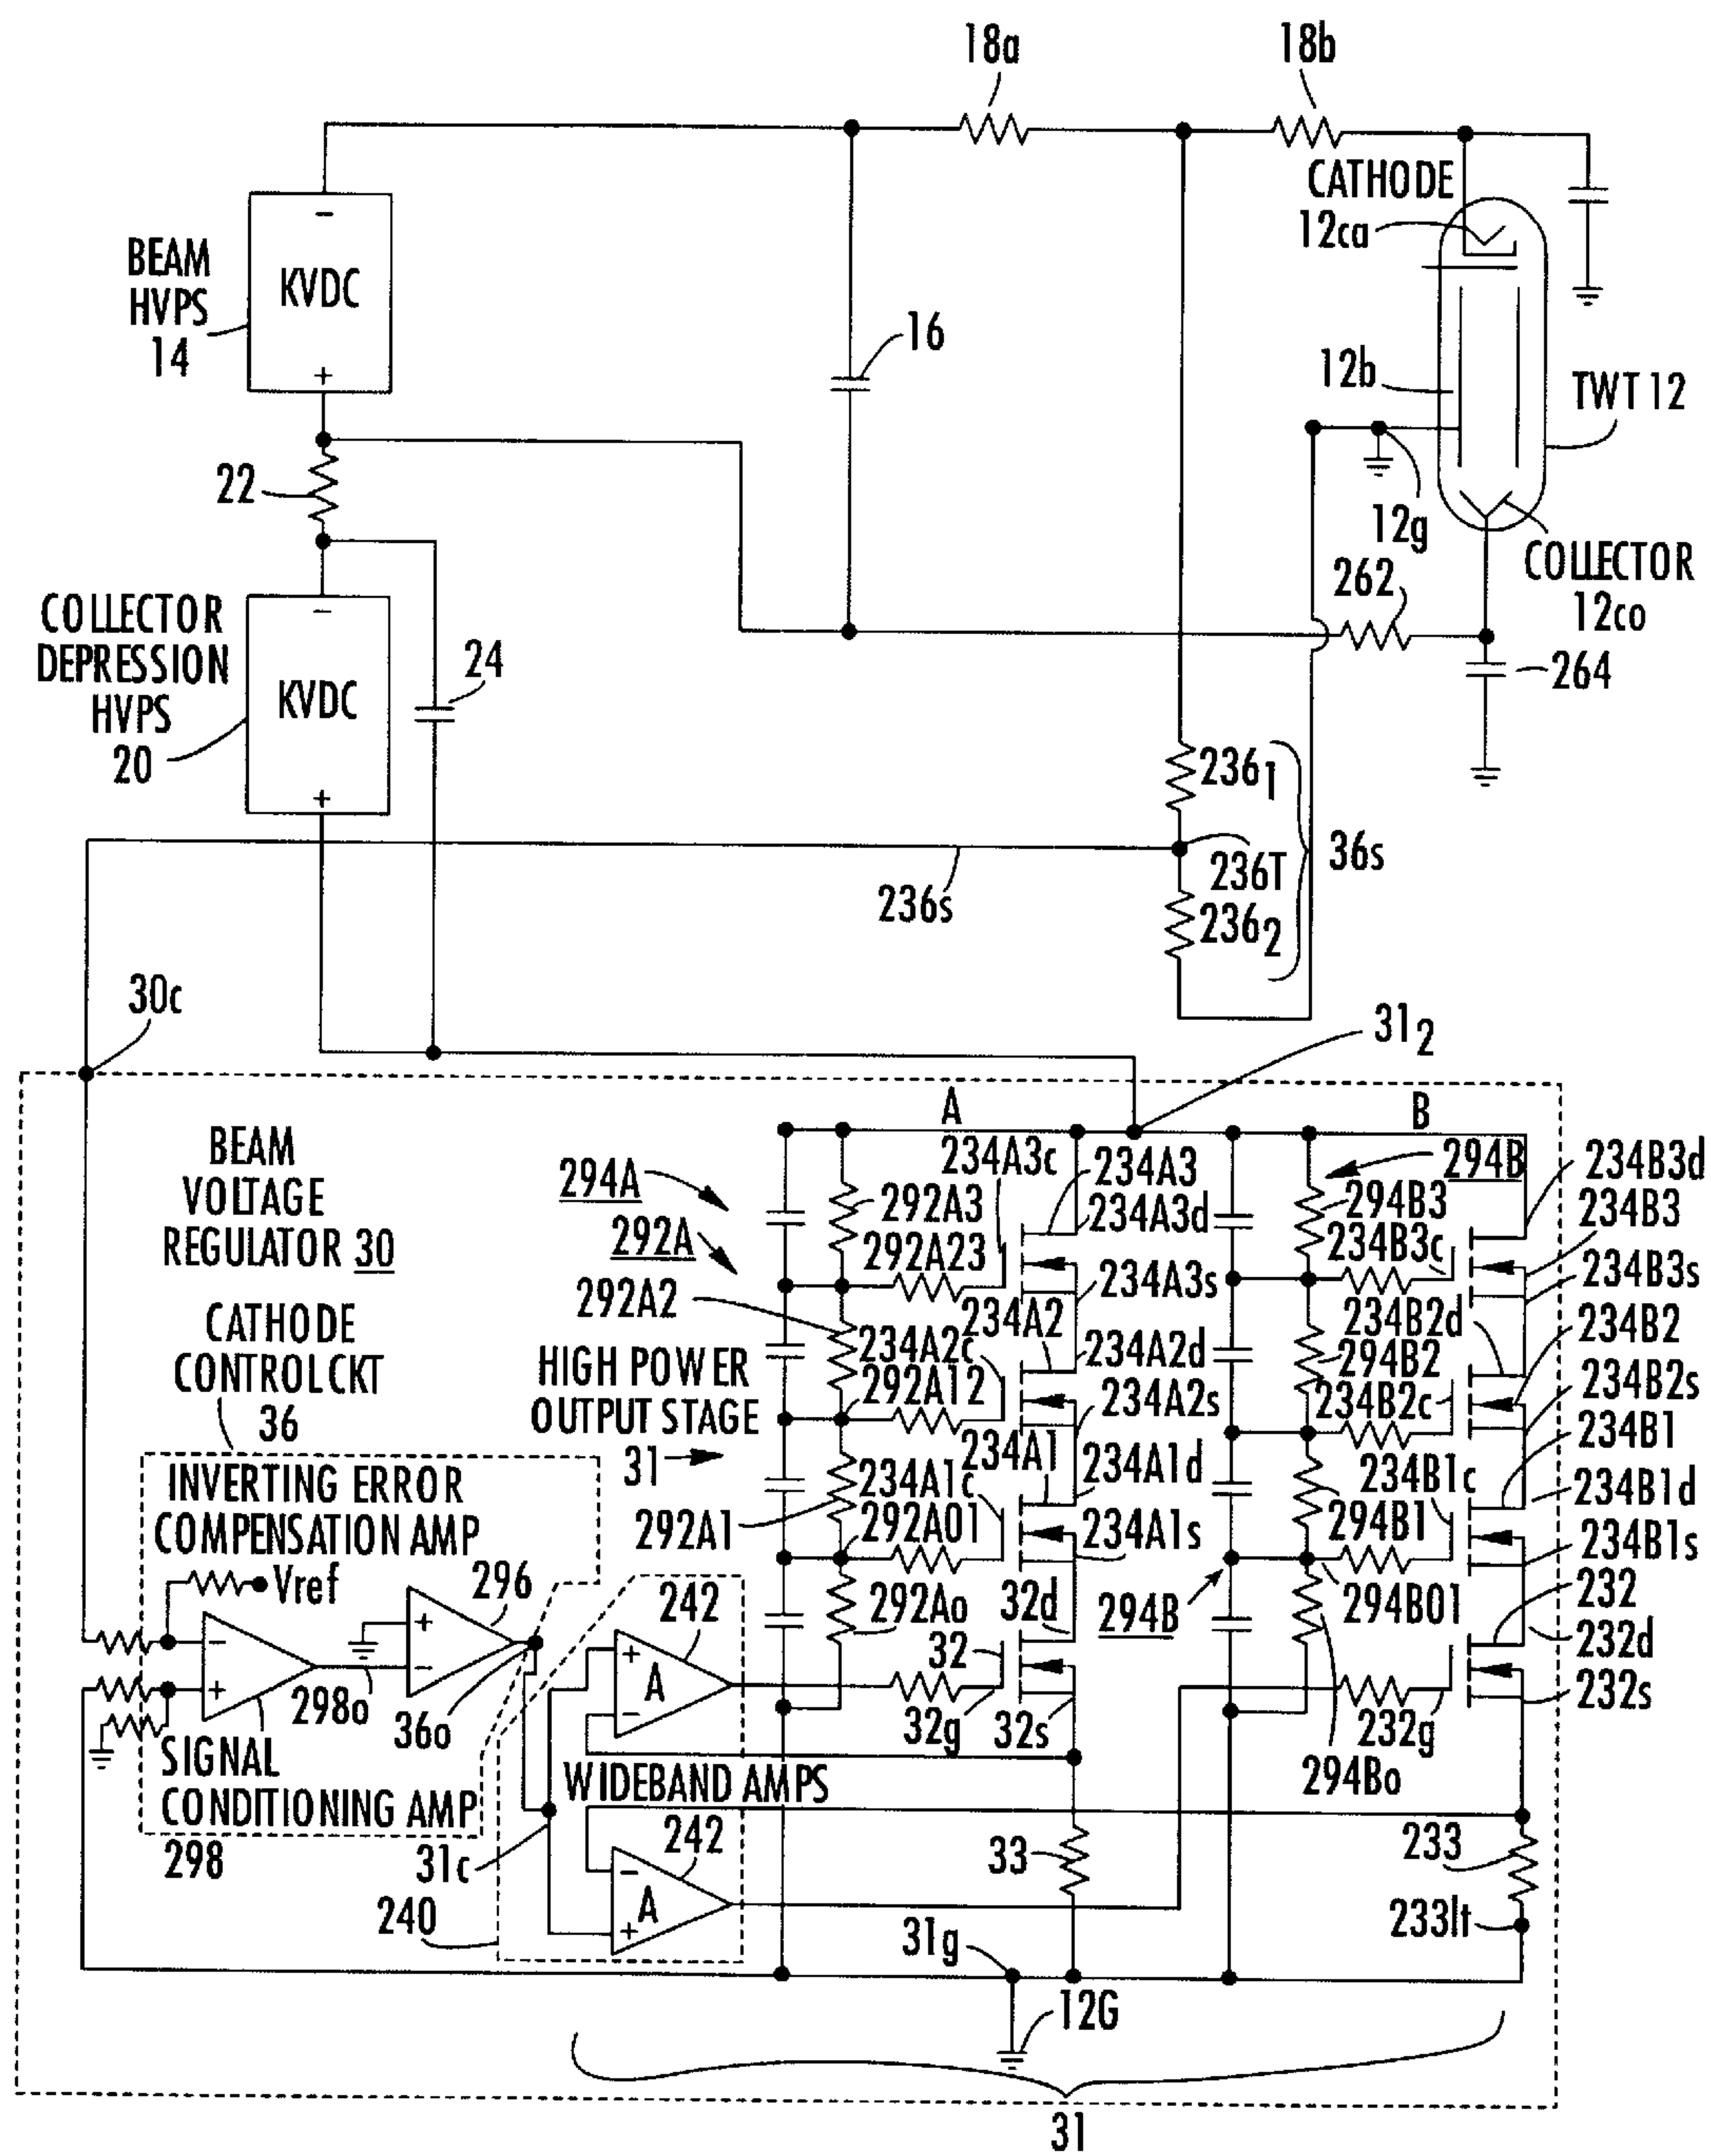 18a
18b
CATHODE
12ca
BEAM
HVPS
14
−
KVDC
+
16
12b
TWT 12
22
12g
COLLECTOR
12co
262
264
COLLECTOR
DEPRESSION
HVPS
20
−
KVDC
+
24
236₁
236T
236₂
36s
236s
30c
31₂
A
B
BEAM
VOLTAGE
REGULATOR 30
294A
292A
234A3c
234A3
234A3d
292A3
292A23
292A2
234A3s
234A2
234A2c
234A2d
292A12
234A2s
294B
294B3
234B3c
234B3d
234B3
234B3s
234B2d
234B2
294B2
234B2c
234B2s
234B1
CATHODE
CONTROLCKT
36
HIGH POWER
OUTPUT STAGE
31
234A1
234A1c
234A1d
292A1
292A01
234A1s
234B1c
234B1d
294B1
234B1s
294B
294B01
232
232d
232s
INVERTING ERROR
COMPENSATION AMP
296
Vref
−
+
+
−
298o
36o
SIGNAL
CONDITIONING AMP
298
242
+
A
−
292Ao
32d
32
32g
32s
232g
294Bo
WIDEBAND AMPS
242
−
A
+
31c
240
33
233
233lt
31g
12G
31